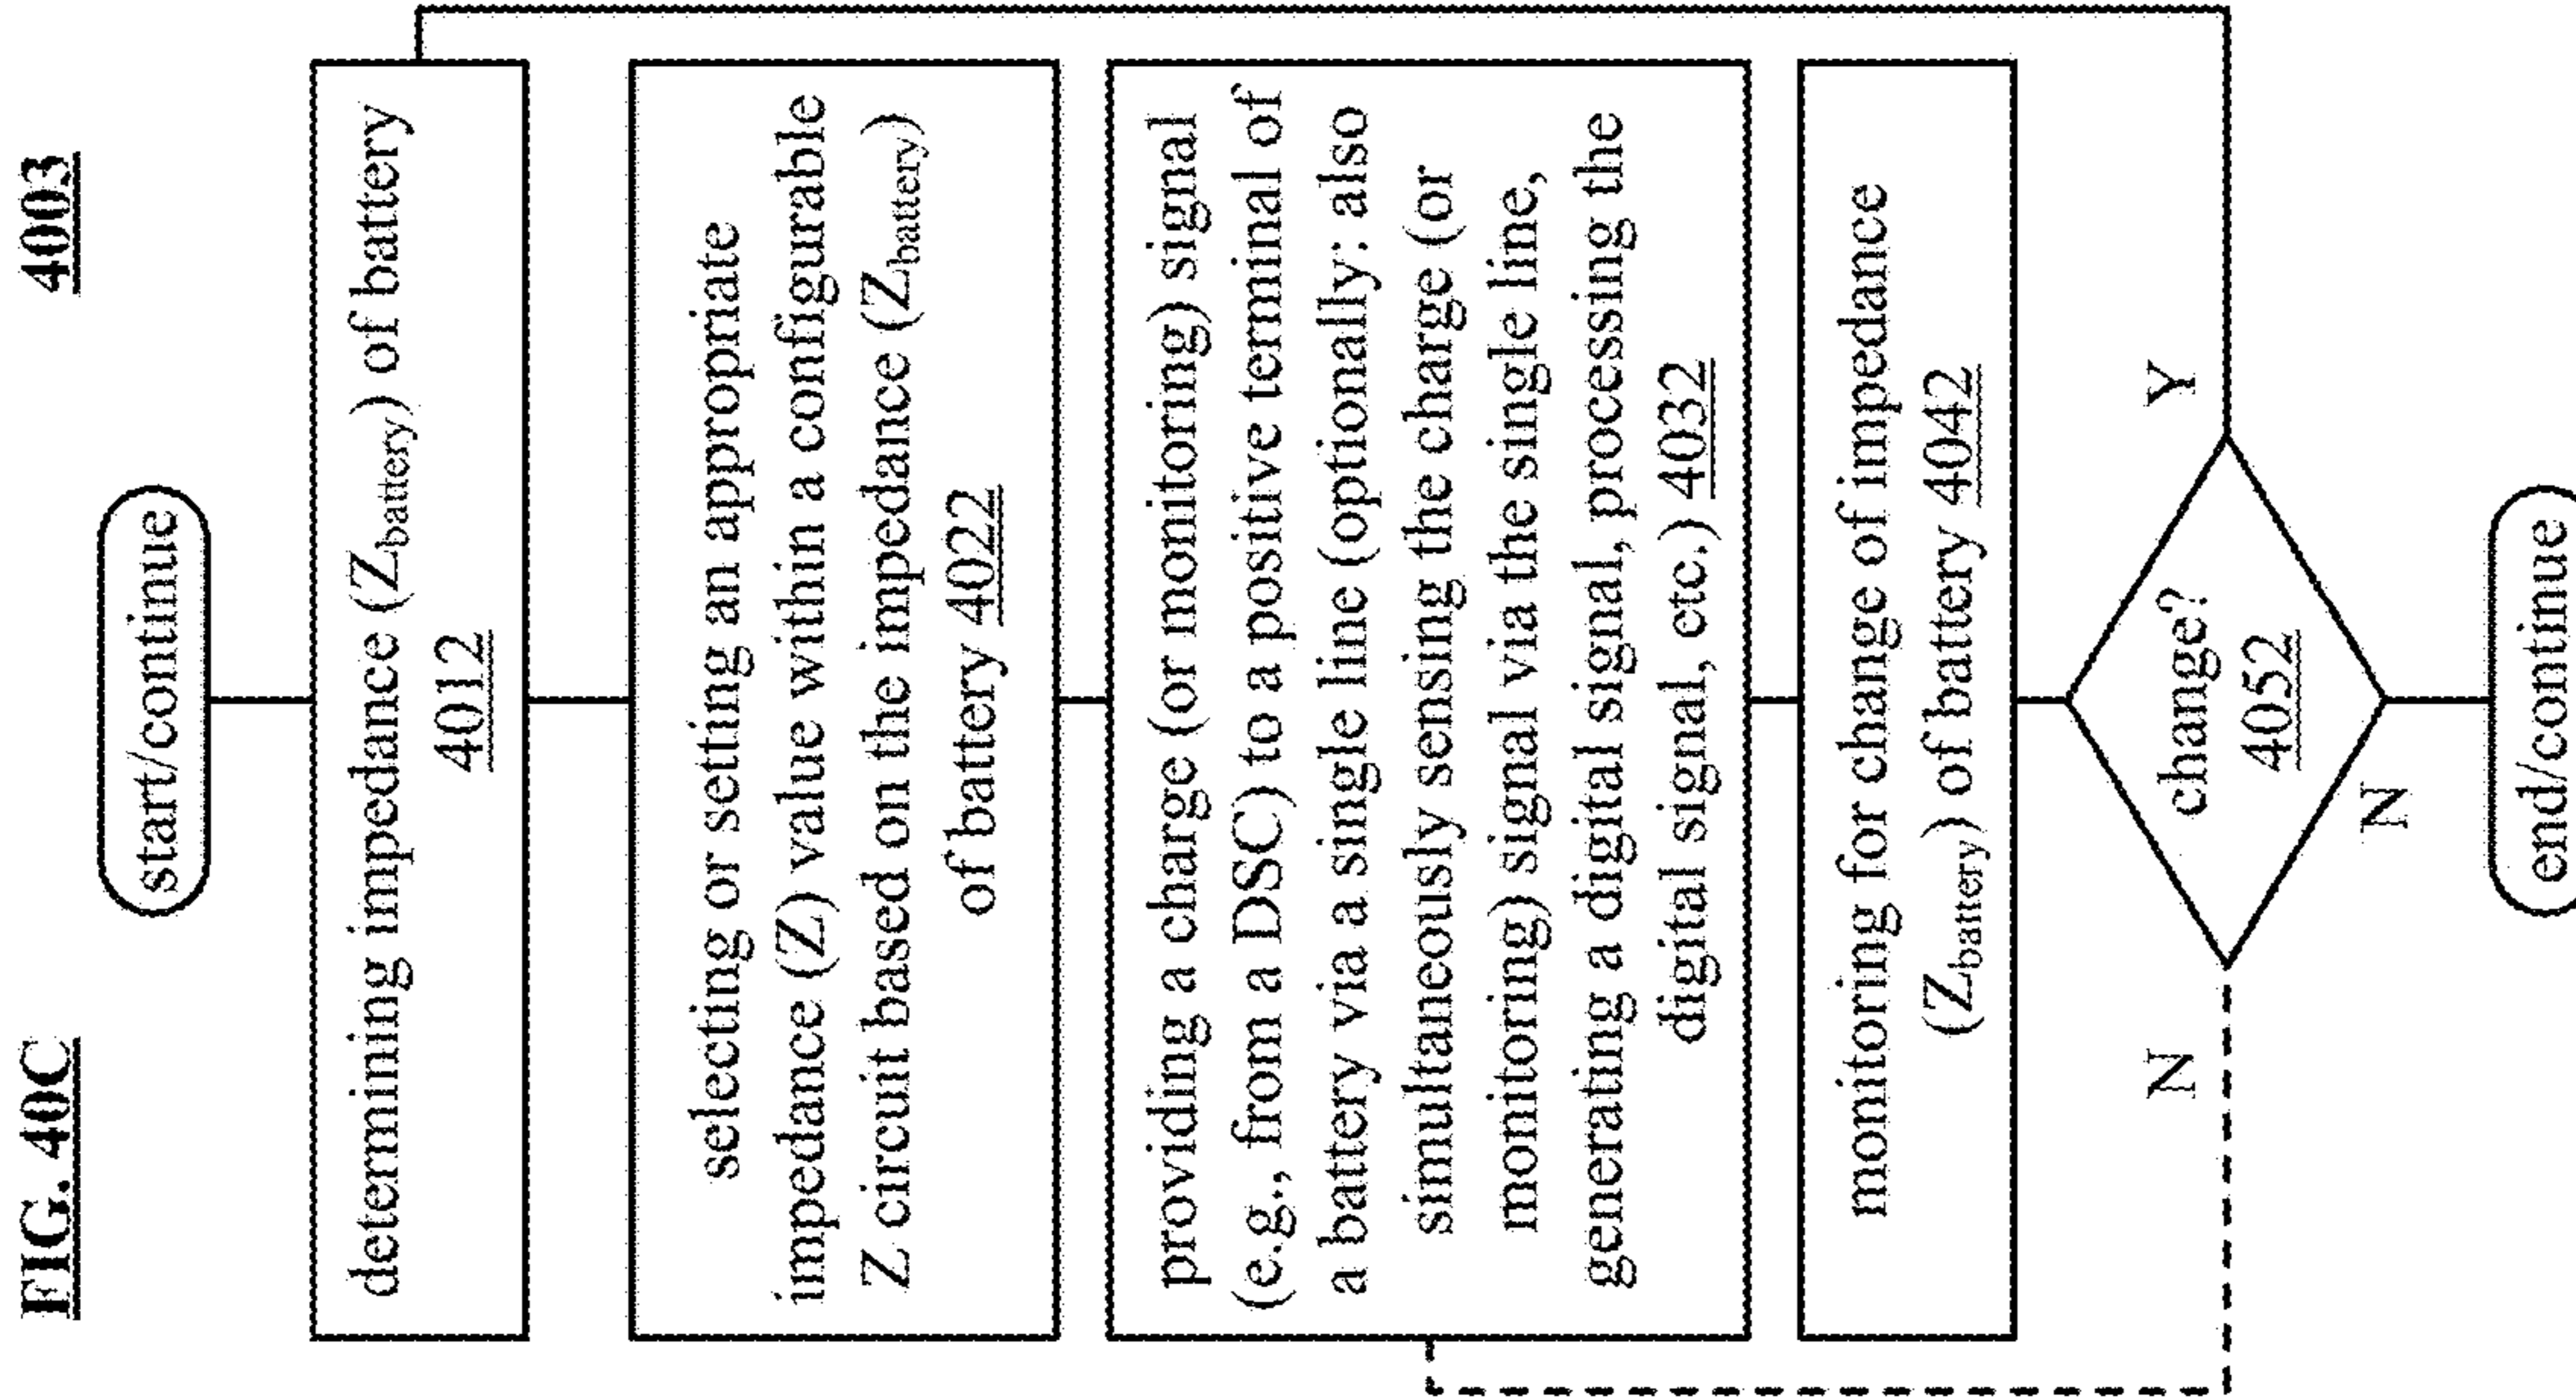 FIG. 40C
4003
start/continue
determining impedance (Zbattery) of battery
4012
selecting or setting an appropriate
impedance (Z) value within a configurable
Z circuit based on the impedance (Zbattery)
of battery 4022
providing a charge (or monitoring) signal
(e.g., from a DSC) to a positive terminal of
a battery via a single line (optionally: also
simultaneously sensing the charge (or
monitoring) signal via the single line,
generating a digital signal, processing the
digital signal, etc.) 4032
monitoring for change of impedance
(Zbattery) of battery 4042
change?
4052
N
Y
N
end/continue